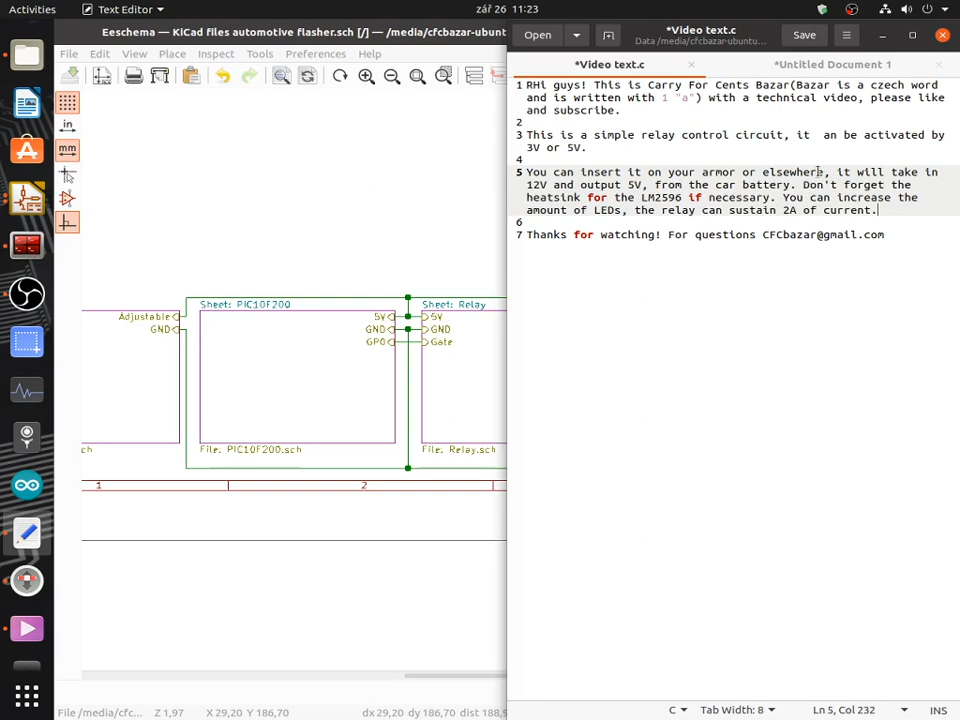 Activities
Text Editor
zář 26 11:23
Eeschema — KiCad files automotive flasher.sch [/] — /media/cfcbazar-ubuntu
File Edit View Place Inspect Tools Preferences Help
in
mm
Sheet: PIC10F200
Sheet: Relay
Adjustable
GND
5V
GND
GP0
5V
GND
Gate
ch
File: PIC10F200.sch
File: Relay.sch
1
2
File /media/cfc...
Z 1,97
X 29,20 Y 186,70
dx 29,20 dy 186,70 dist 188,9
Open
*Video text.c
Data /media/cfcbazar-ubuntu-...
Save
*Video text.c
*Untitled Document 1
1 RHi guys! This is Carry For Cents Bazar(Bazar is a czech word
and is written with 1 "a") with a technical video, please like
and subscribe.
2
3 This is a simple relay control circuit, it  an be activated by
3V or 5V.
4
5 You can insert it on your armor or elsewhere, it will take in
12V and output 5V, from the car battery. Don't forget the
heatsink for the LM2596 if necessary. You can increase the
amount of LEDs, the relay can sustain 2A of current.
6
7 Thanks for watching! For questions CFCbazar@gmail.com
C
Tab Width: 8
Ln 5, Col 232
INS